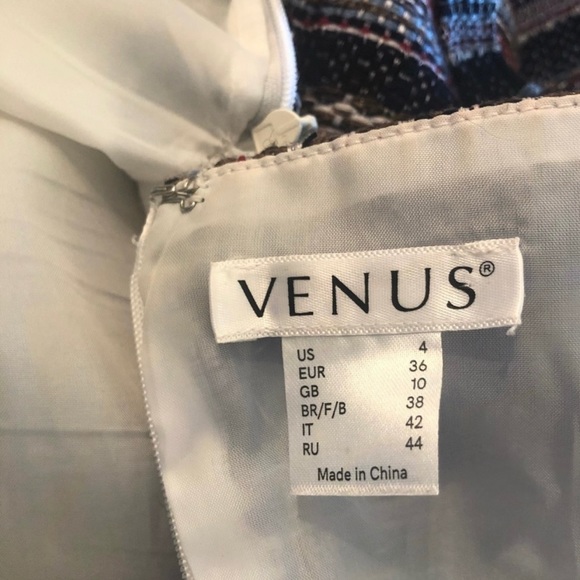 VENUS®
US 4
EUR 36
GB 10
BR/F/B 38
IT 42
RU 44
Made in China